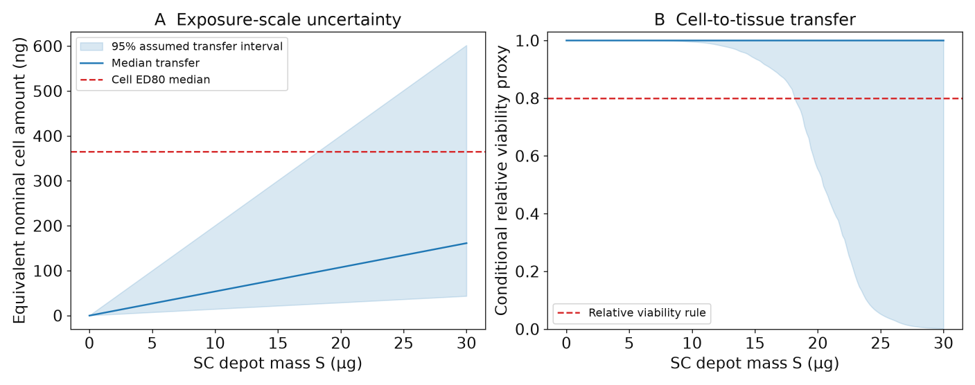 A Exposure-scale uncertainty
Equivalent nominal cell amount (ng)
600
500
400
300
200
100
0
95% assumed transfer interval
Median transfer
Cell ED80 median
0 5 10 15 20 25 30
SC depot mass S (µg)
B Cell-to-tissue transfer
Conditional relative viability proxy
1.0
0.8
0.6
0.4
0.2
0.0
Relative viability rule
0 5 10 15 20 25 30
SC depot mass S (µg)